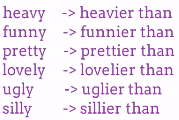 heavy -> heavier than
funny -> funnier than
pretty -> prettier than
lovely -> lovelier than
ugly -> uglier than
silly -> sillier than